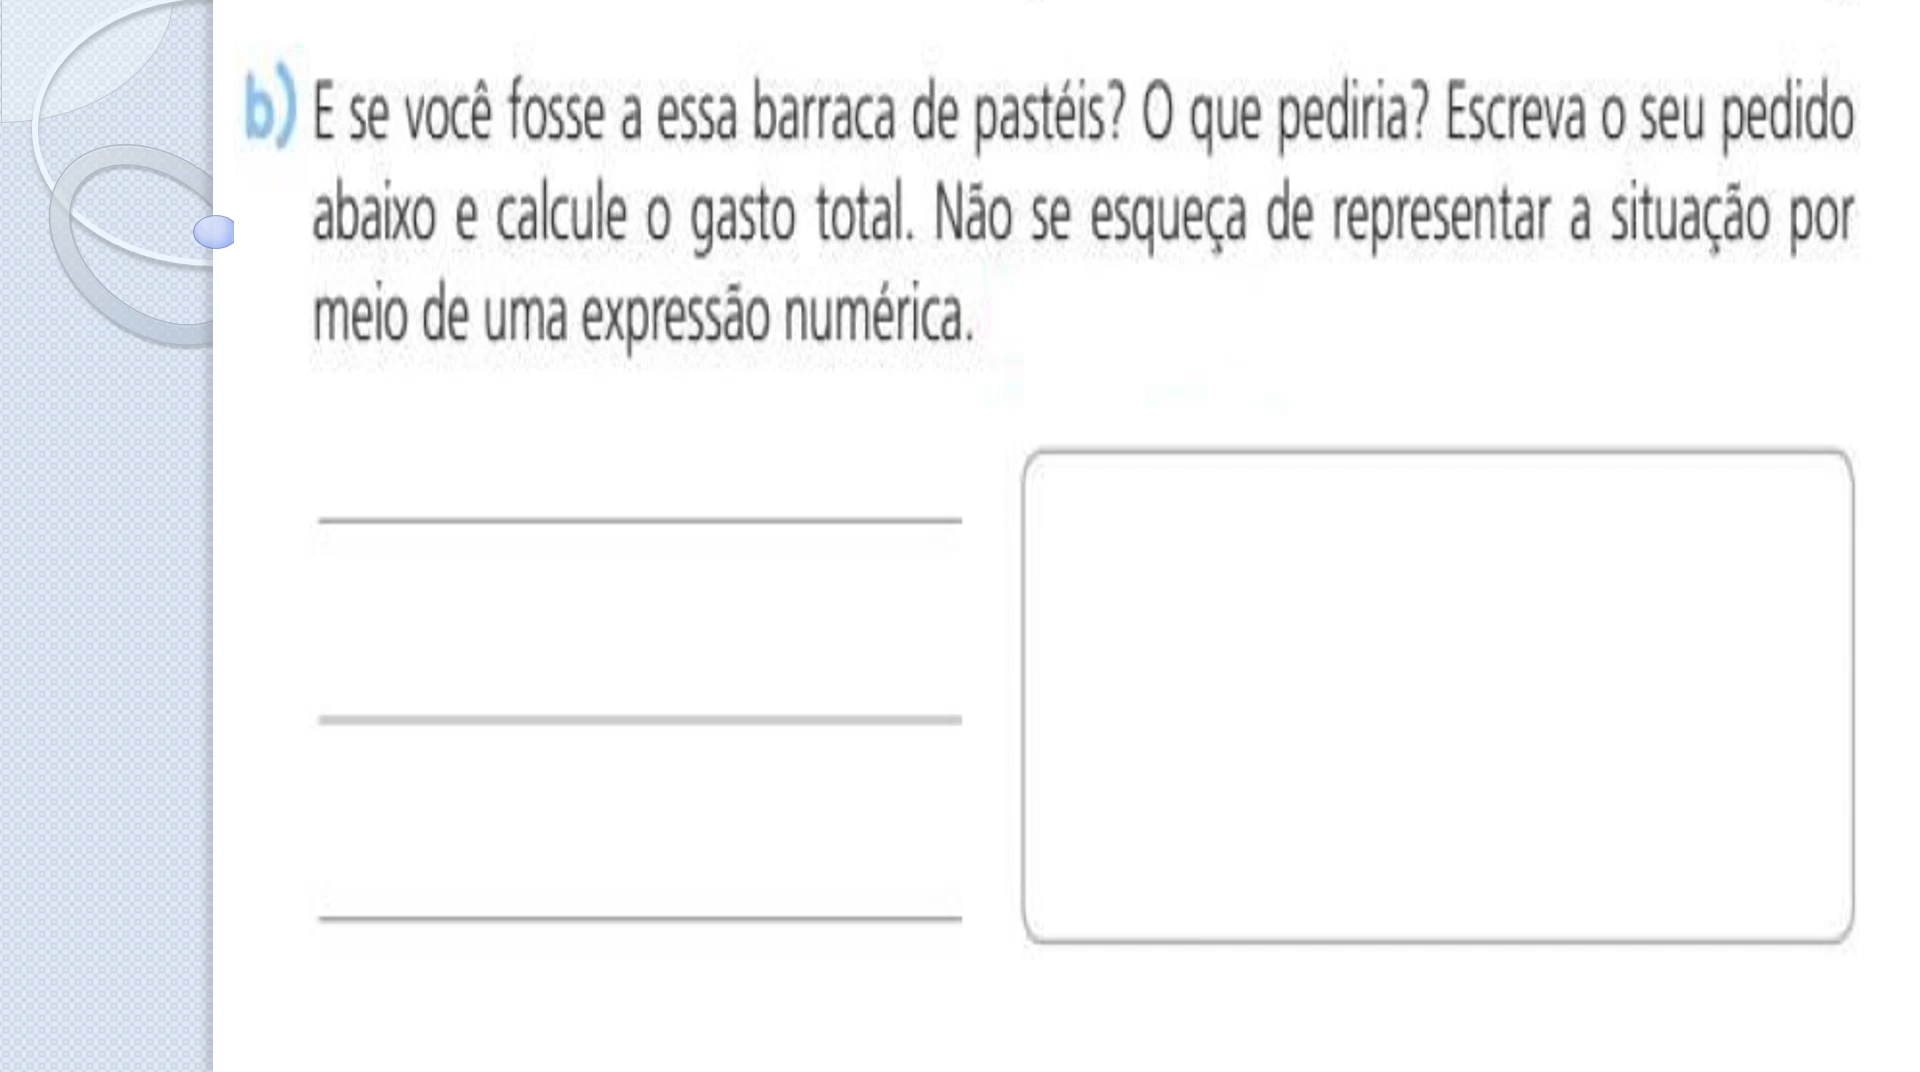 b) E se você fosse a essa barraca de pastéis? O que pediria? Escreva o seu pedido
abaixo e calcule o gasto total. Não se esqueça de representar a situação por
meio de uma expressão numérica.